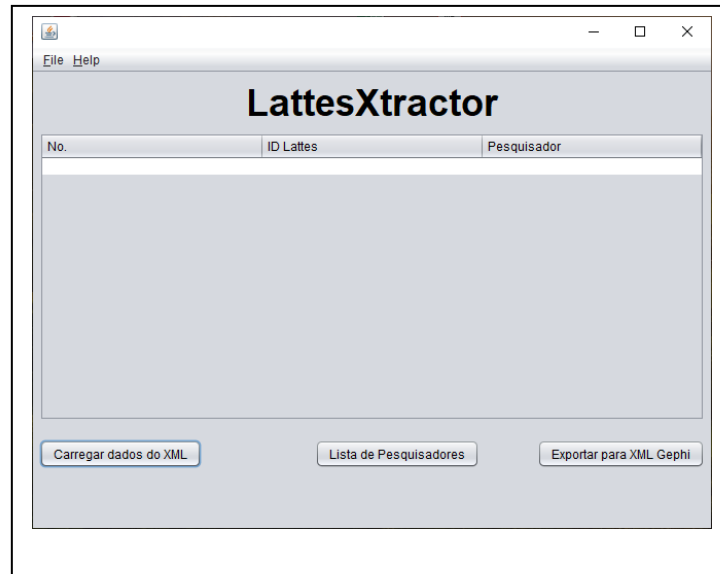 File Help
LattesXtractor
No. ID Lattes Pesquisador
Carregar dados do XML Lista de Pesquisadores Exportar para XML Gephi